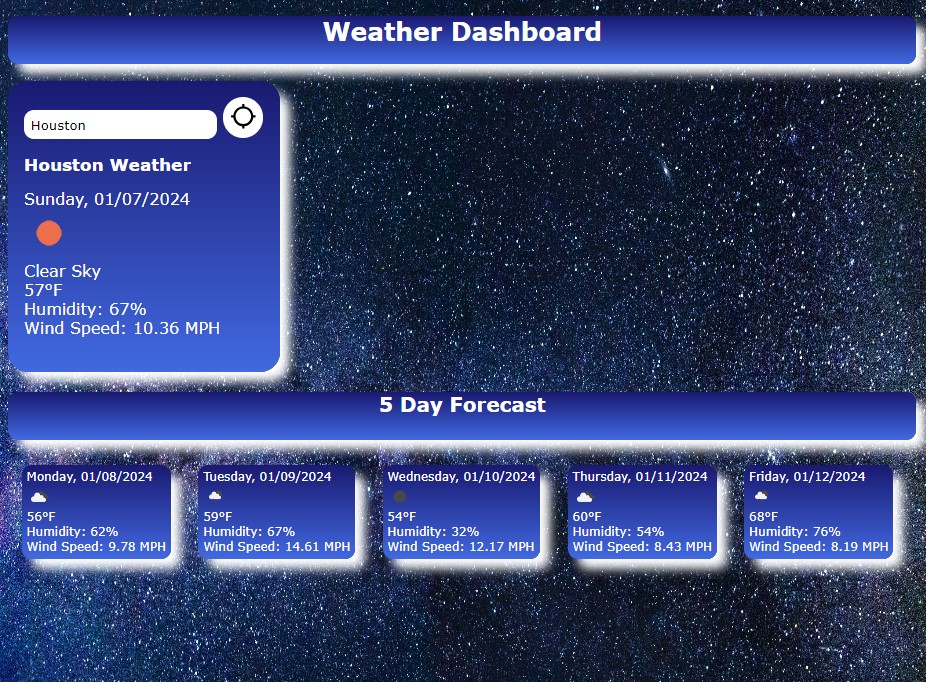 Weather Dashboard
Houston
Houston Weather
Sunday, 01/07/2024
Clear Sky
57°F
Humidity: 67%
Wind Speed: 10.36 MPH
5 Day Forecast
Monday, 01/08/2024
56°F
Humidity: 62%
Wind Speed: 9.78 MPH
Tuesday, 01/09/2024
59°F
Humidity: 67%
Wind Speed: 14.61 MPH
Wednesday, 01/10/2024
54°F
Humidity: 32%
Wind Speed: 12.17 MPH
Thursday, 01/11/2024
60°F
Humidity: 54%
Wind Speed: 8.43 MPH
Friday, 01/12/2024
68°F
Humidity: 76%
Wind Speed: 8.19 MPH